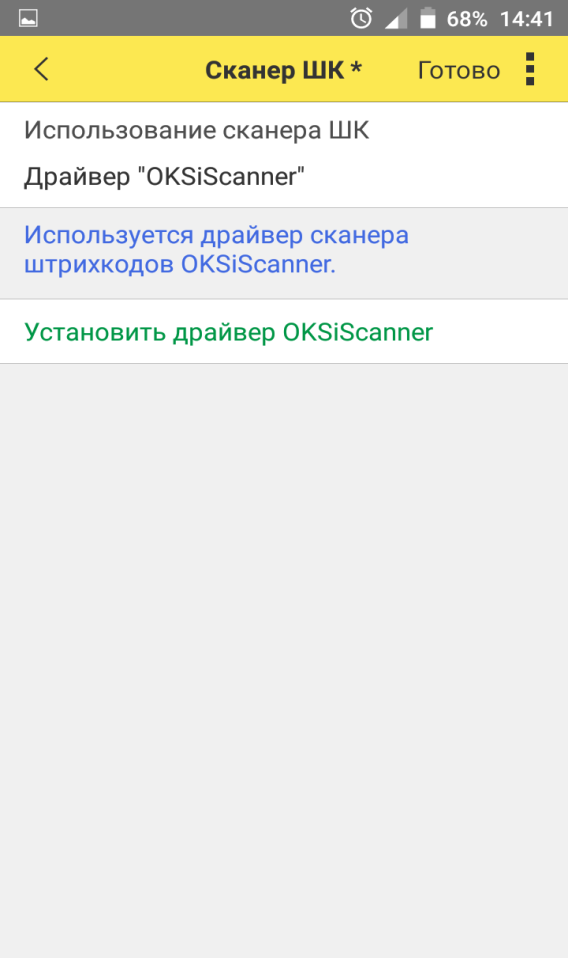 68% 14:41
Сканер ШК * Готово
Использование сканера ШК
Драйвер "OKSiScanner"
Используется драйвер сканера
штрихкодов OKSiScanner.
Установить драйвер OKSiScanner